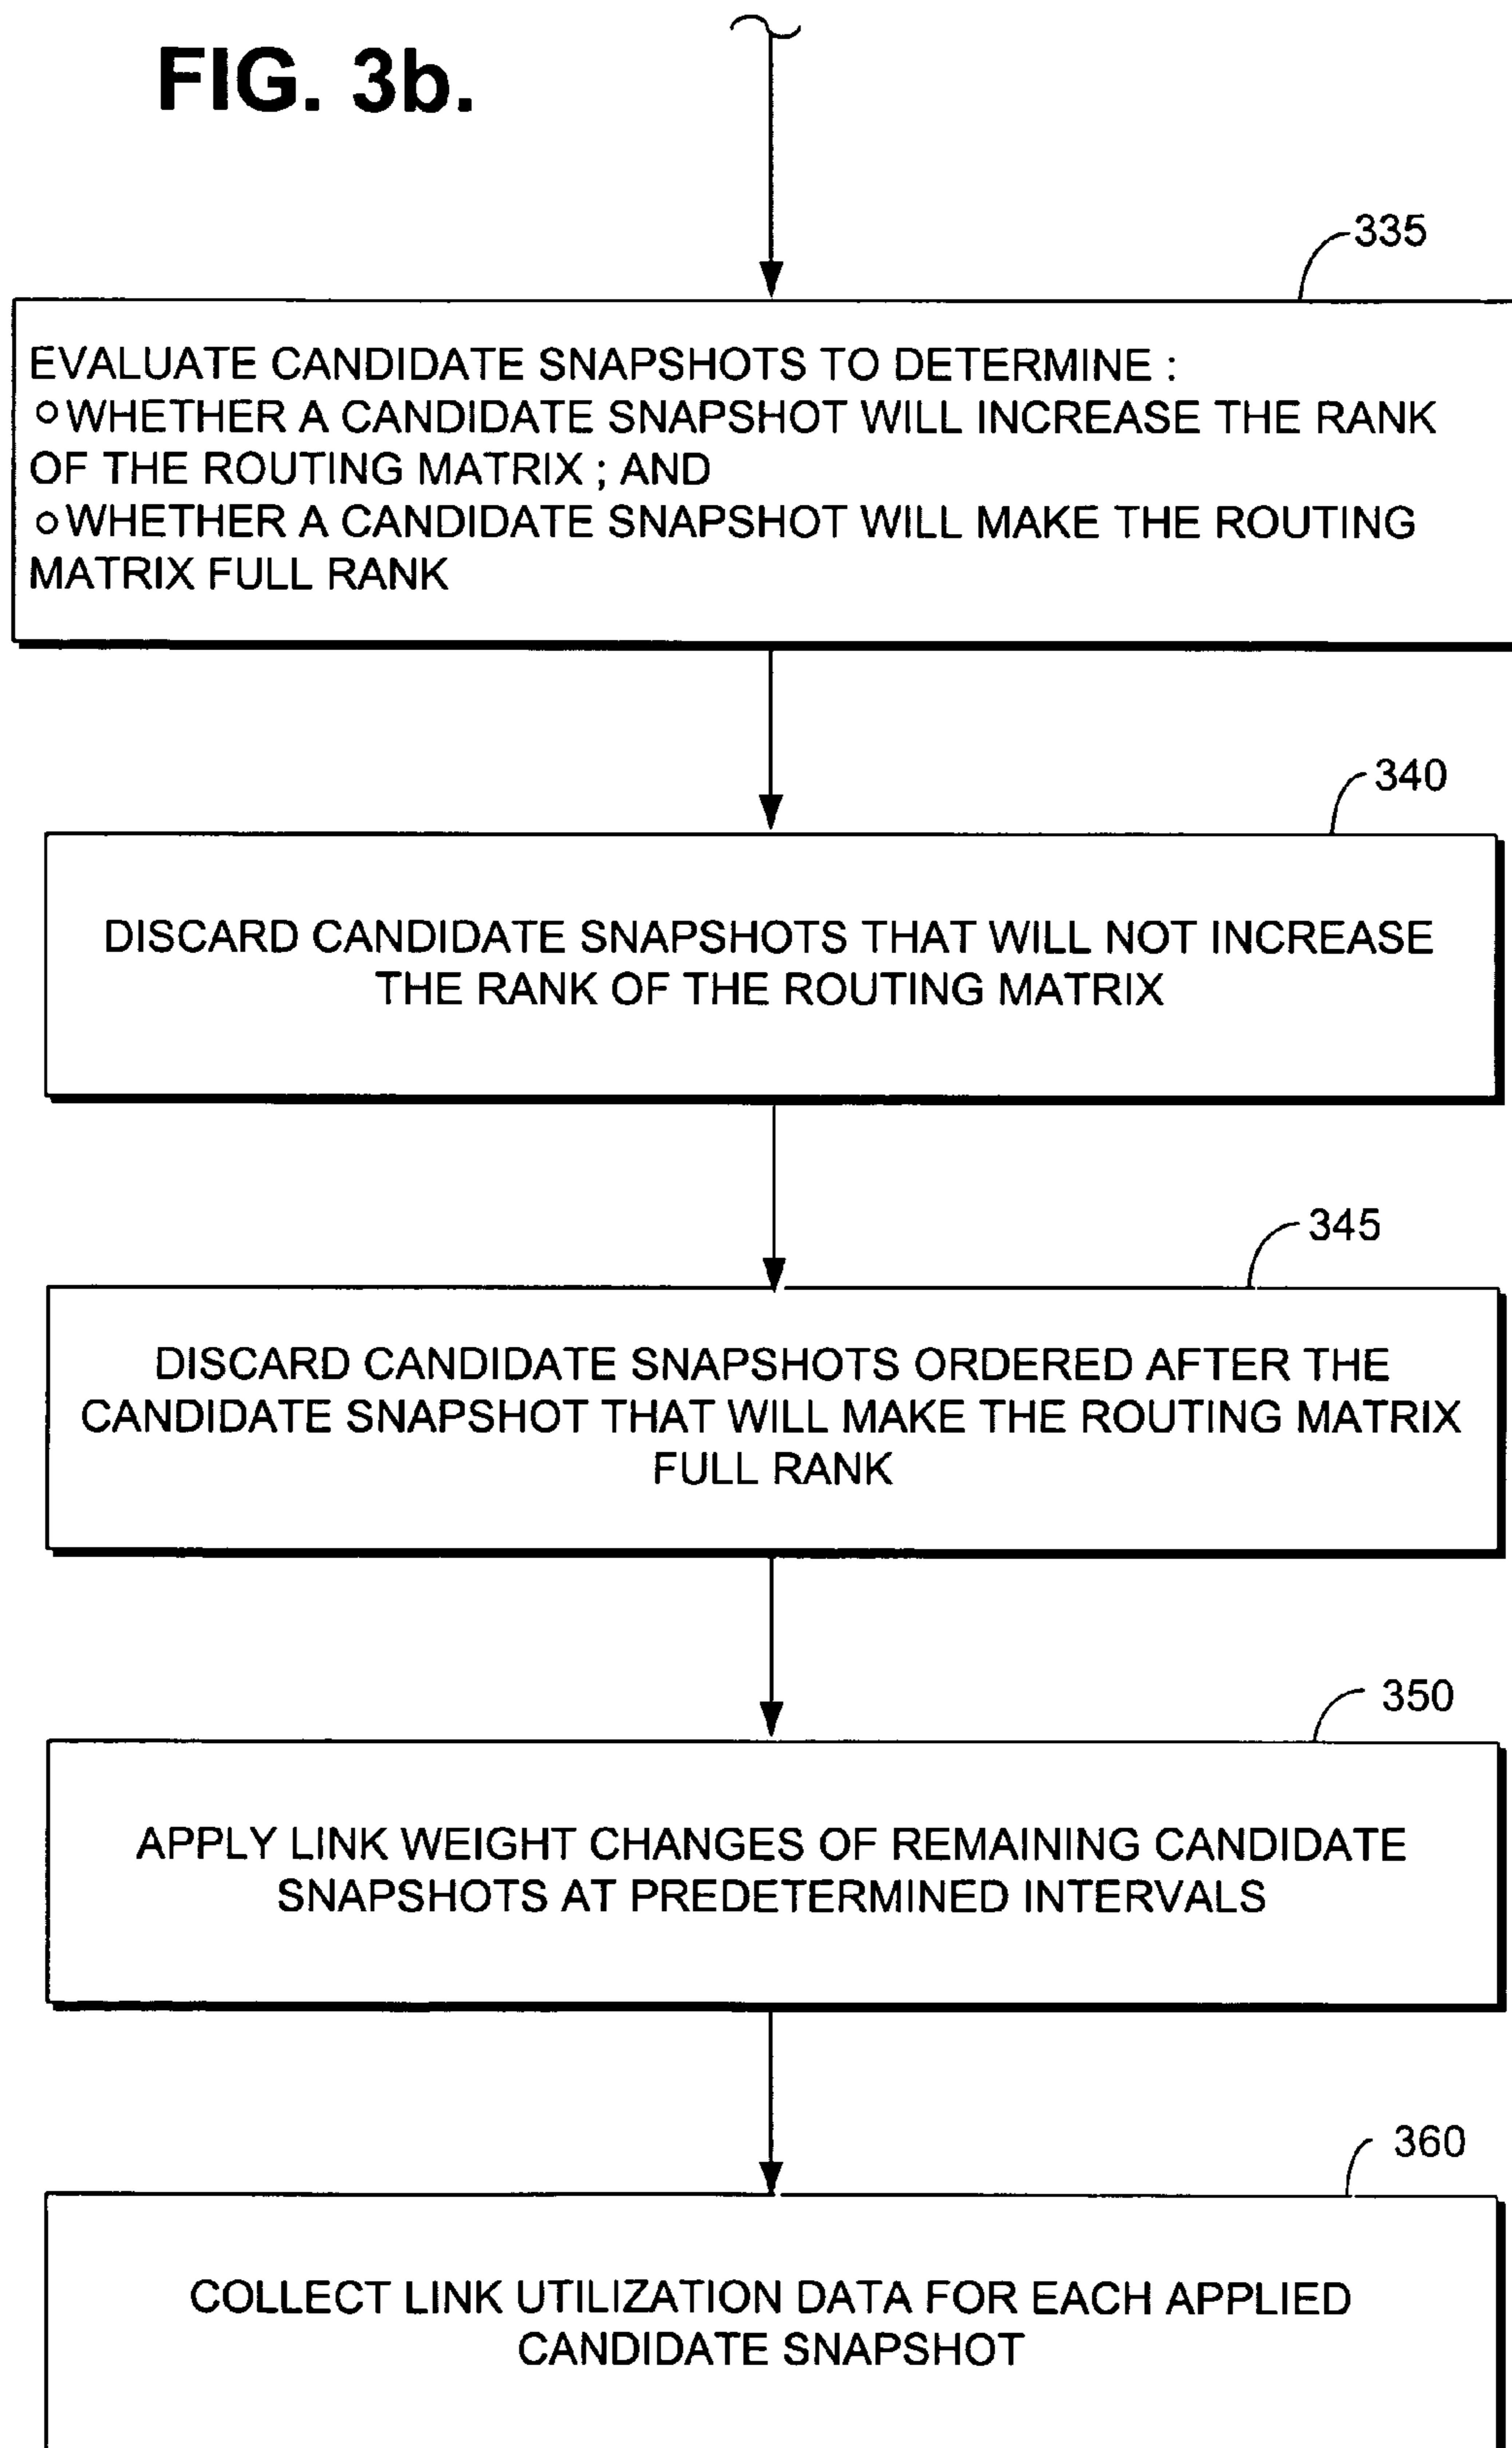 FIG. 3b.
335
EVALUATE CANDIDATE SNAPSHOTS TO DETERMINE :
○ WHETHER A CANDIDATE SNAPSHOT WILL INCREASE THE RANK
OF THE ROUTING MATRIX ; AND
○ WHETHER A CANDIDATE SNAPSHOT WILL MAKE THE ROUTING
MATRIX FULL RANK
340
DISCARD CANDIDATE SNAPSHOTS THAT WILL NOT INCREASE
THE RANK OF THE ROUTING MATRIX
345
DISCARD CANDIDATE SNAPSHOTS ORDERED AFTER THE
CANDIDATE SNAPSHOT THAT WILL MAKE THE ROUTING MATRIX
FULL RANK
350
APPLY LINK WEIGHT CHANGES OF REMAINING CANDIDATE
SNAPSHOTS AT PREDETERMINED INTERVALS
360
COLLECT LINK UTILIZATION DATA FOR EACH APPLIED
CANDIDATE SNAPSHOT